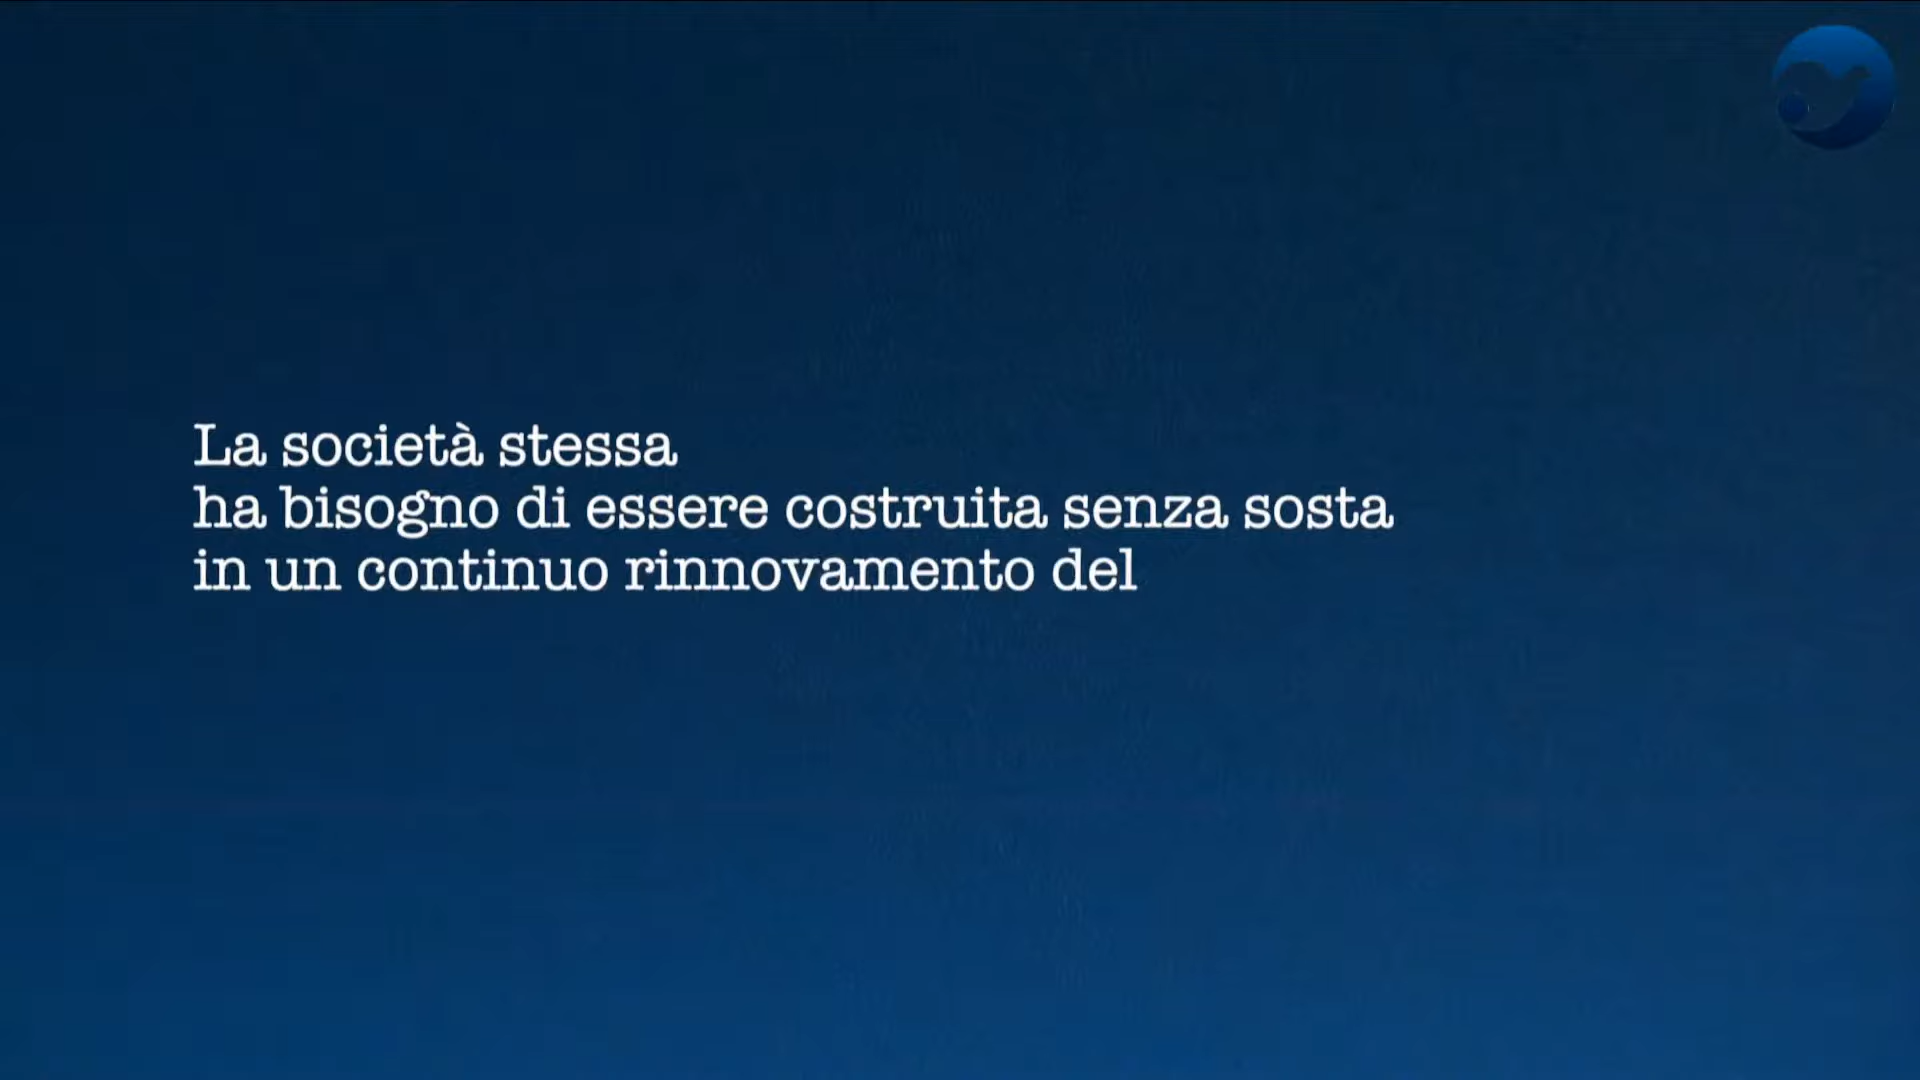 La società stessa
ha bisogno di essere costruita senza sosta
in un continuo rinnovamento del